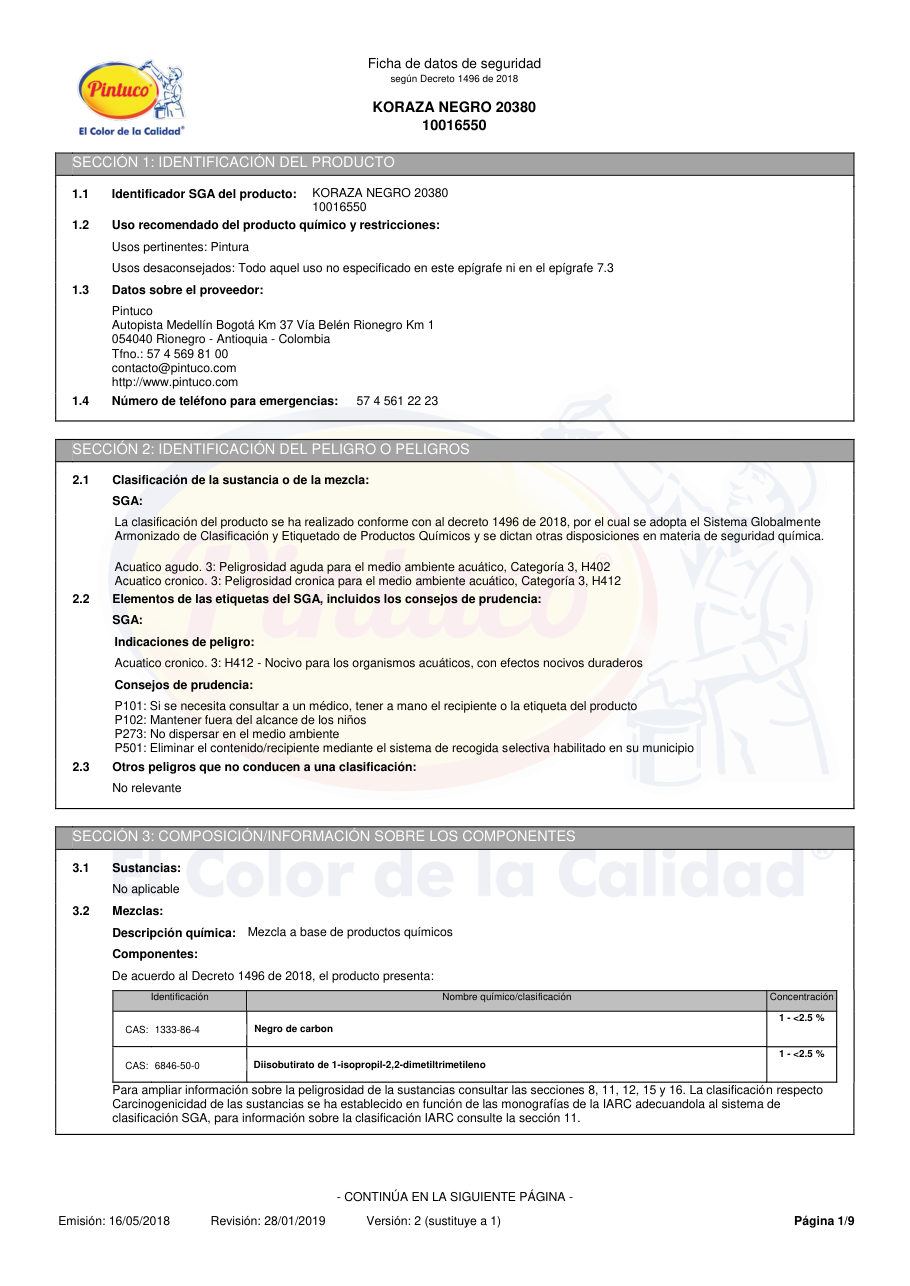 Pintuco®
El Color de la Calidad®
Ficha de datos de seguridad
según Decreto 1496 de 2018
KORAZA NEGRO 20380
10016550
SECCIÓN 1: IDENTIFICACIÓN DEL PRODUCTO
1.1 Identificador SGA del producto: KORAZA NEGRO 20380
10016550
1.2 Uso recomendado del producto químico y restricciones:
Usos pertinentes: Pintura
Usos desaconsejados: Todo aquel uso no especificado en este epígrafe ni en el epígrafe 7.3
1.3 Datos sobre el proveedor:
Pintuco
Autopista Medellín Bogotá Km 37 Vía Belén Rionegro Km 1
054040 Rionegro - Antioquia - Colombia
Tfno.: 57 4 569 81 00
contacto@pintuco.com
http://www.pintuco.com
1.4 Número de teléfono para emergencias: 57 4 561 22 23
SECCIÓN 2: IDENTIFICACIÓN DEL PELIGRO O PELIGROS
2.1 Clasificación de la sustancia o de la mezcla:
SGA:
La clasificación del producto se ha realizado conforme con al decreto 1496 de 2018, por el cual se adopta el Sistema Globalmente
Armonizado de Clasificación y Etiquetado de Productos Químicos y se dictan otras disposiciones en materia de seguridad química.
Acuatico agudo. 3: Peligrosidad aguda para el medio ambiente acuático, Categoría 3, H402
Acuatico cronico. 3: Peligrosidad cronica para el medio ambiente acuático, Categoría 3, H412
2.2 Elementos de las etiquetas del SGA, incluidos los consejos de prudencia:
SGA:
Indicaciones de peligro:
Acuatico cronico. 3: H412 - Nocivo para los organismos acuáticos, con efectos nocivos duraderos
Consejos de prudencia:
P101: Si se necesita consultar a un médico, tener a mano el recipiente o la etiqueta del producto
P102: Mantener fuera del alcance de los niños
P273: No dispersar en el medio ambiente
P501: Eliminar el contenido/recipiente mediante el sistema de recogida selectiva habilitado en su municipio
2.3 Otros peligros que no conducen a una clasificación:
No relevante
Pintuco®
SECCIÓN 3: COMPOSICIÓN/INFORMACIÓN SOBRE LOS COMPONENTES
El Color de la Calidad®
3.1 Sustancias:
No aplicable
3.2 Mezclas:
Descripción química: Mezcla a base de productos químicos
Componentes:
De acuerdo al Decreto 1496 de 2018, el producto presenta:
Identificación Nombre químico/clasificación Concentración
CAS: 1333-86-4 Negro de carbon 1 - <2.5 %
CAS: 6846-50-0 Diisobutirato de 1-isopropil-2,2-dimetiltrimetileno 1 - <2.5 %
Para ampliar información sobre la peligrosidad de la sustancias consultar las secciones 8, 11, 12, 15 y 16. La clasificación respecto
Carcinogenicidad de las sustancias se ha establecido en función de las monografías de la IARC adecuandola al sistema de
clasificación SGA, para información sobre la clasificación IARC consulte la sección 11.
- CONTINÚA EN LA SIGUIENTE PÁGINA -
Emisión: 16/05/2018 Revisión: 28/01/2019 Versión: 2 (sustituye a 1) Página 1/9